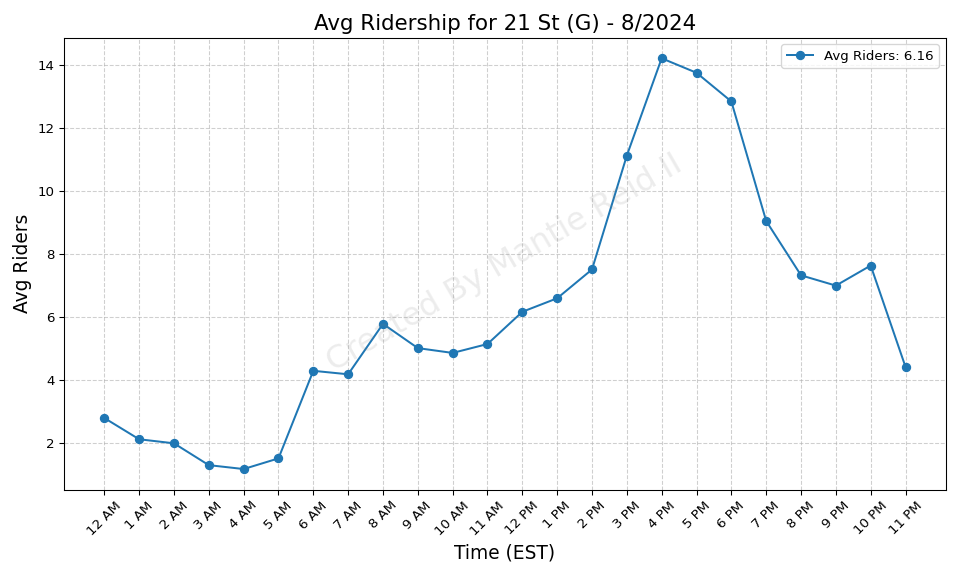 Avg Ridership for 21 St (G) - 8/2024
Avg Riders: 6.16
14
12
10
8
6
4
2
Avg Riders
Created By Mantie Reid II
12 AM
1 AM
2 AM
3 AM
4 AM
5 AM
6 AM
7 AM
8 AM
9 AM
10 AM
11 AM
12 PM
1 PM
2 PM
3 PM
4 PM
5 PM
6 PM
7 PM
8 PM
9 PM
10 PM
11 PM
Time (EST)